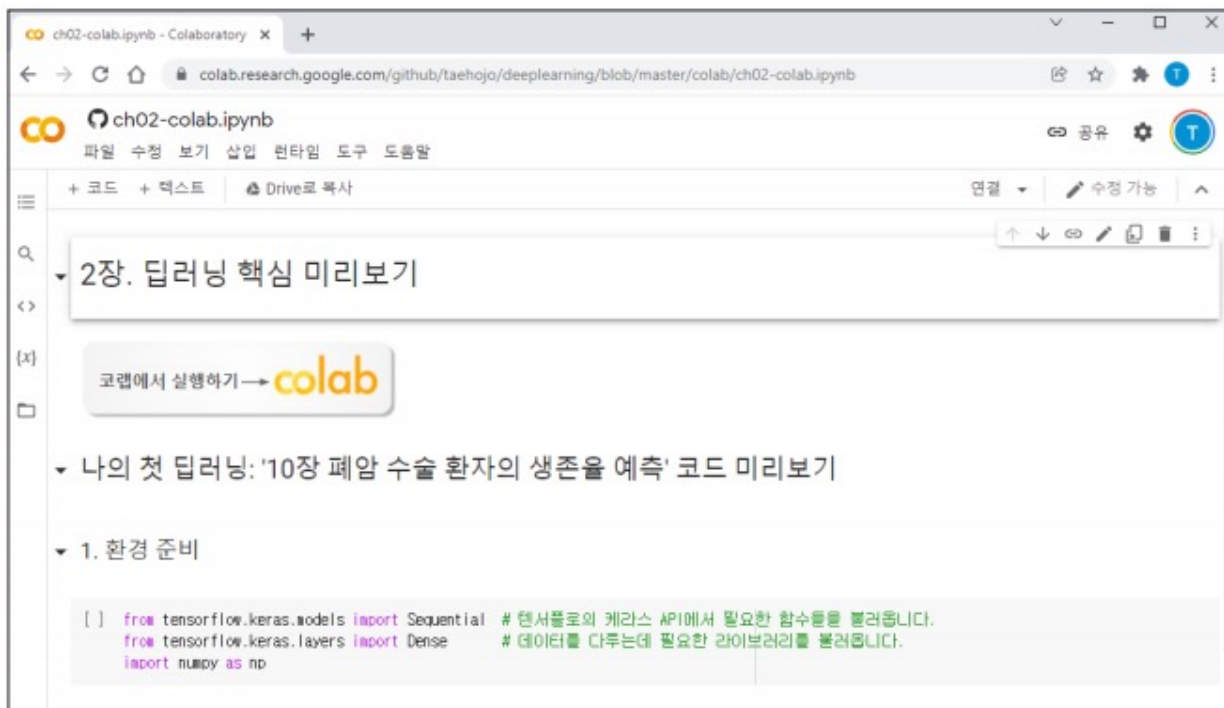 ch02-colab.ipynb - Colaboratory
colab.research.google.com/github/taehojo/deeplearning/blob/master/colab/ch02-colab.ipynb
T
CO
ch02-colab.ipynb
공유
T
파일 수정 보기 삽입 런타임 도구 도움말
+ 코드 + 텍스트 Drive로 복사 연결 수정 가능
2장. 딥러닝 핵심 미리보기
{x}
코랩에서 실행하기→ colab
나의 첫 딥러닝: '10장 폐암 수술 환자의 생존율 예측' 코드 미리보기
1. 환경 준비
[ ] from tensorflow.keras.models import Sequential # 텐서플로의 케라스 API에서 필요한 함수들을 불러옵니다.
from tensorflow.keras.layers import Dense # 데이터를 다루는데 필요한 라이브러리를 불러옵니다.
import numpy as np